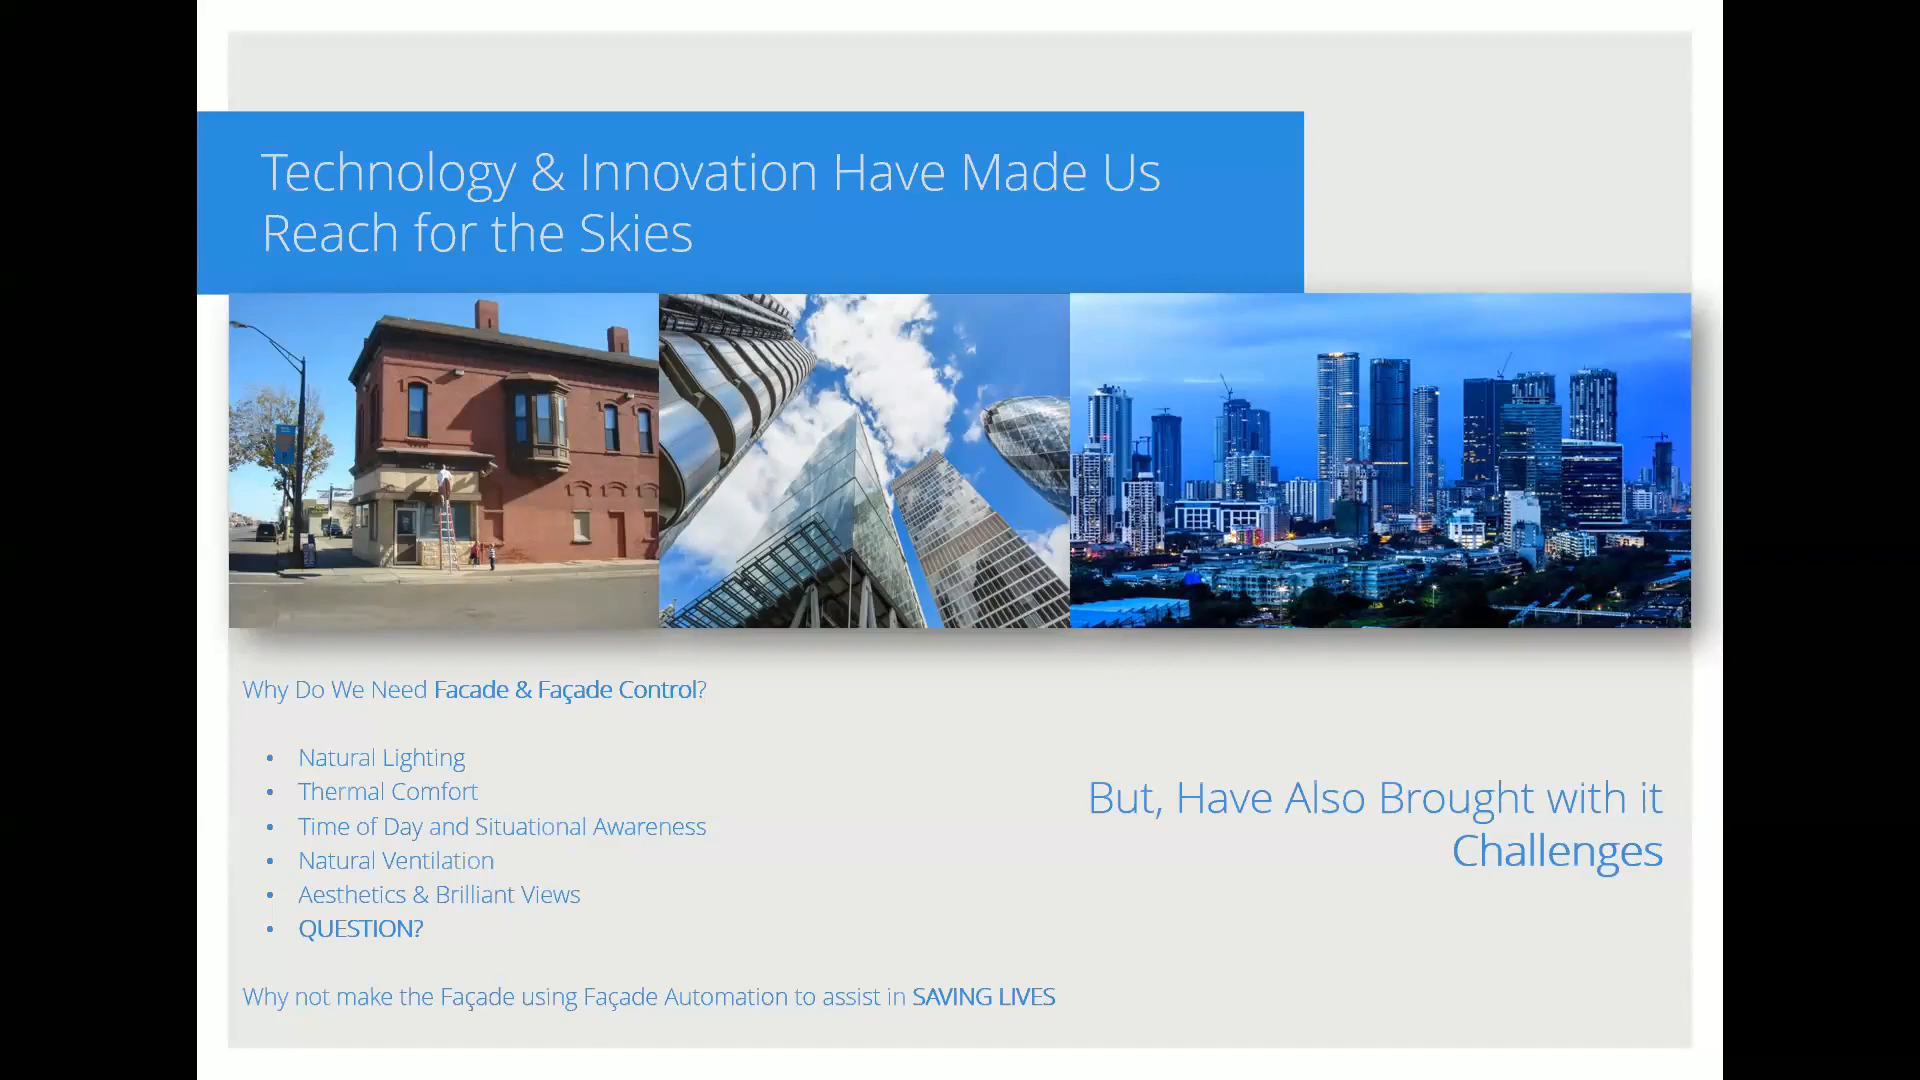 Technology & Innovation Have Made Us
Reach for the Skies
Why Do We Need Facade & Façade Control?
• Natural Lighting
• Thermal Comfort
• Time of Day and Situational Awareness
• Natural Ventilation
• Aesthetics & Brilliant Views
• QUESTION?
But, Have Also Brought with it
Challenges
Why not make the Façade using Façade Automation to assist in SAVING LIVES